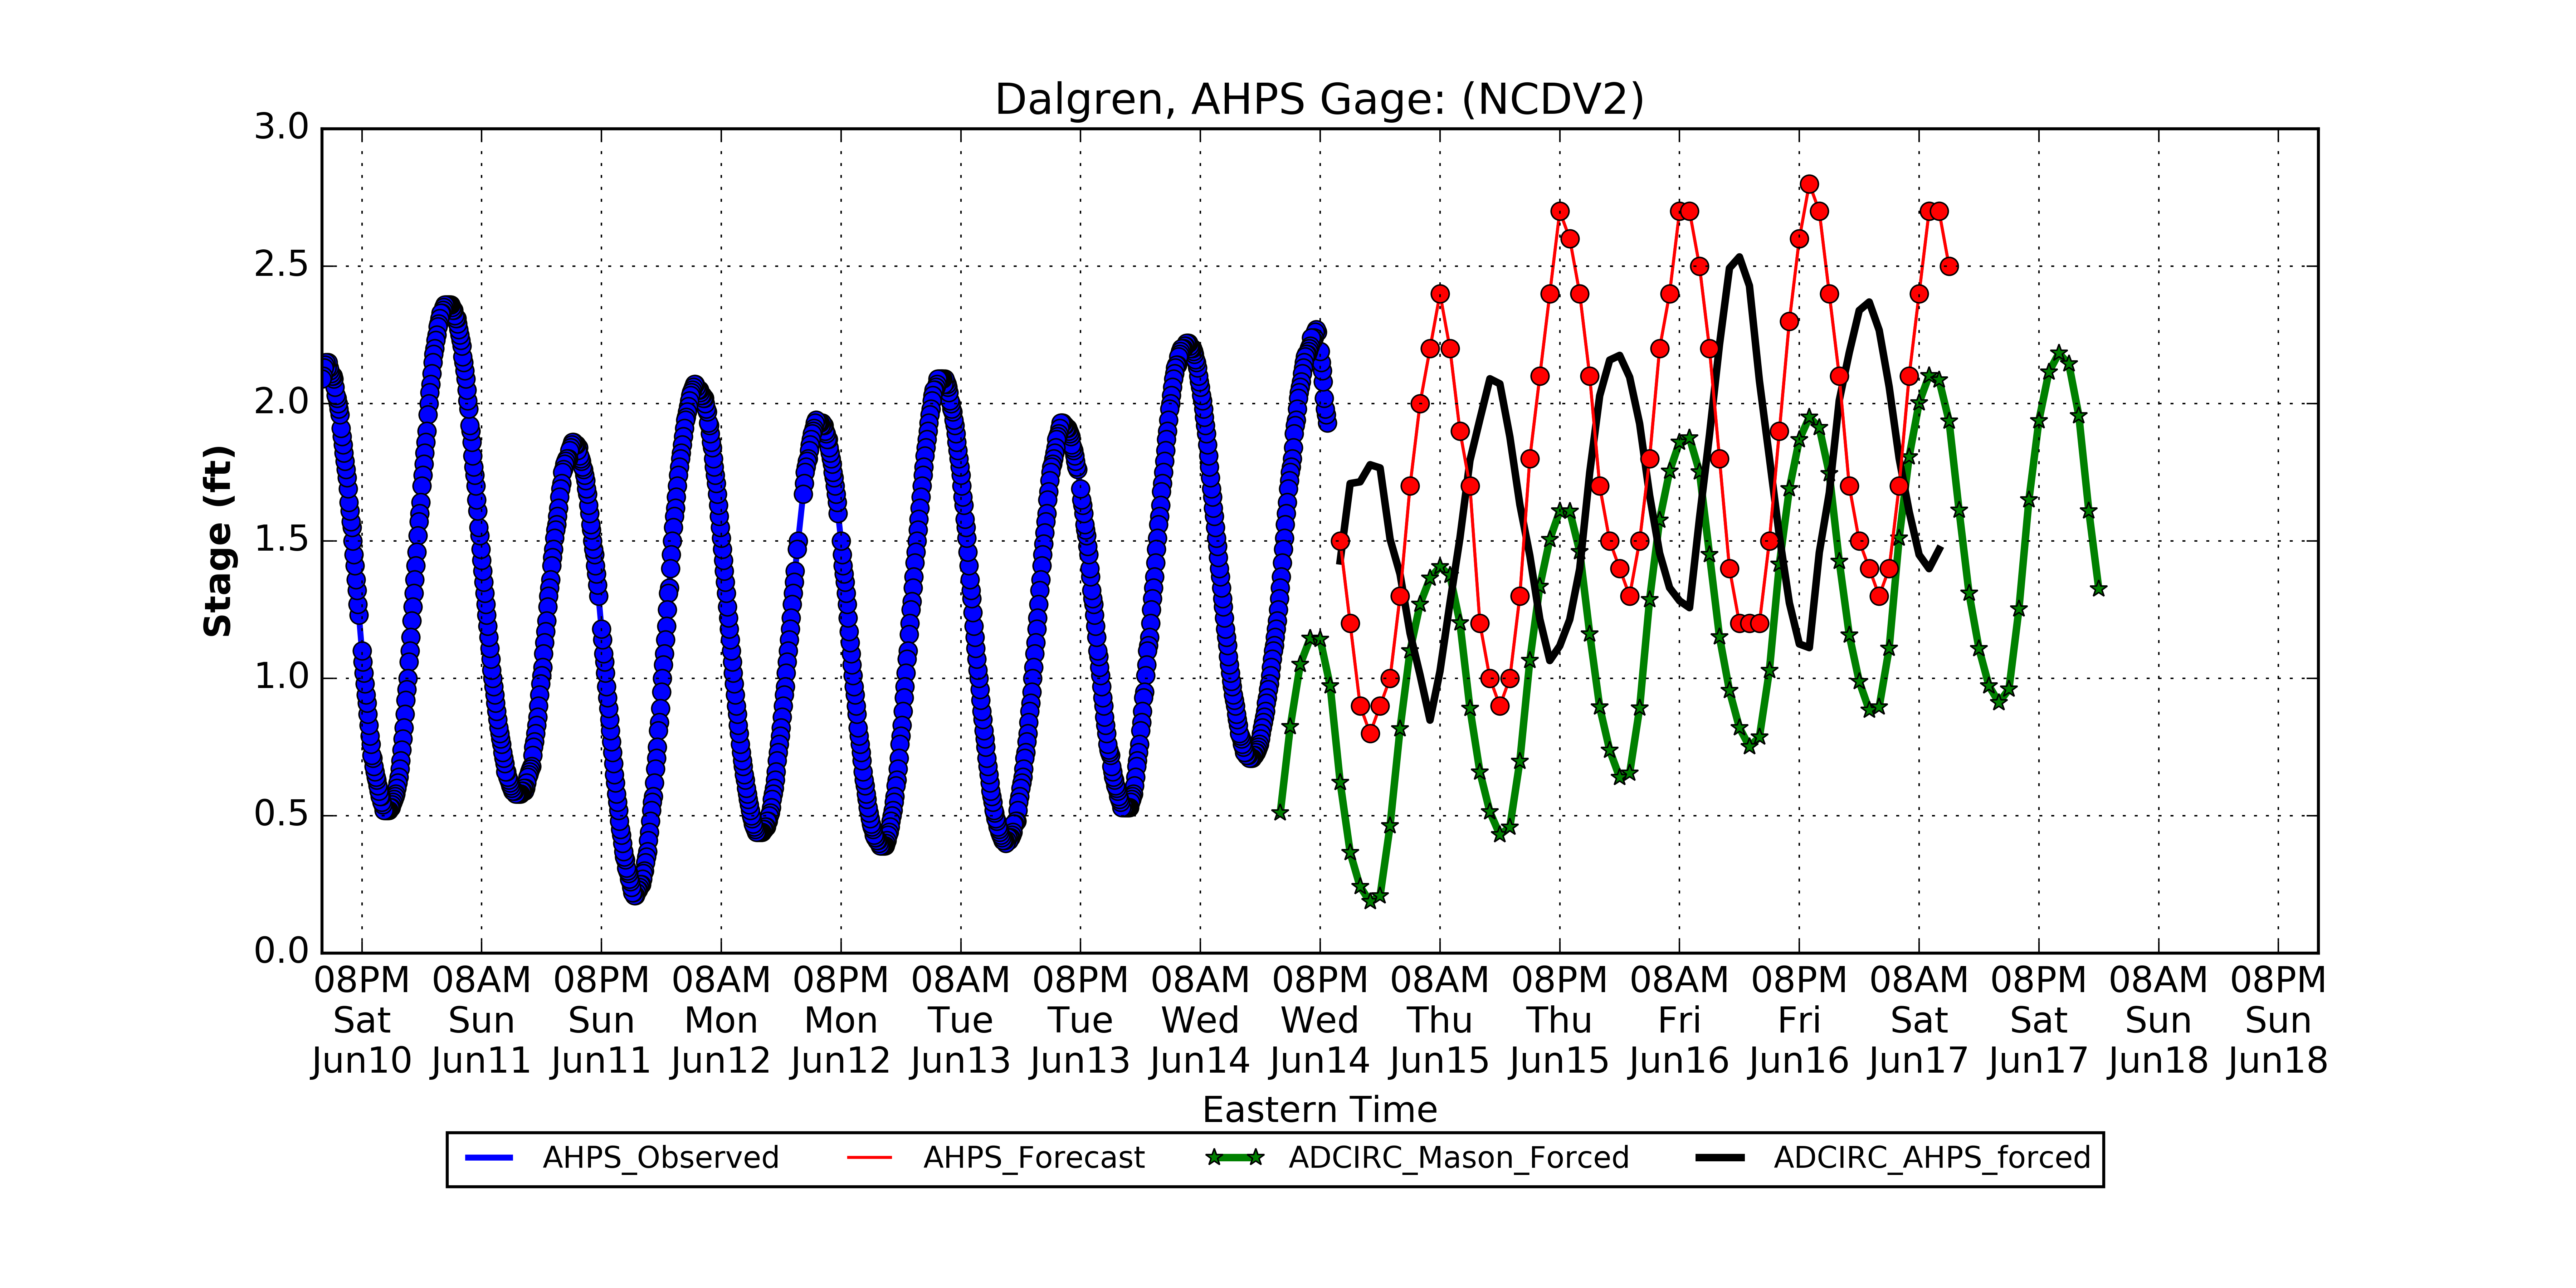 Dalgren, AHPS Gage: (NCDV2)
3.0
2.5
2.0
1.5
1.0
0.5
0.0
Stage (ft)
08PM 08AM 08PM 08AM 08PM 08AM 08PM 08AM 08PM 08AM 08PM 08AM 08PM 08AM 08PM 08AM 08PM
Sat Sun Sun Mon Mon Tue Tue Wed Wed Thu Thu Fri Fri Sat Sat Sun Sun
Jun10 Jun11 Jun11 Jun12 Jun12 Jun13 Jun13 Jun14 Jun14 Jun15 Jun15 Jun16 Jun16 Jun17 Jun17 Jun18 Jun18
Eastern Time
AHPS_Observed AHPS_Forecast ADCIRC_Mason_Forced ADCIRC_AHPS_forced